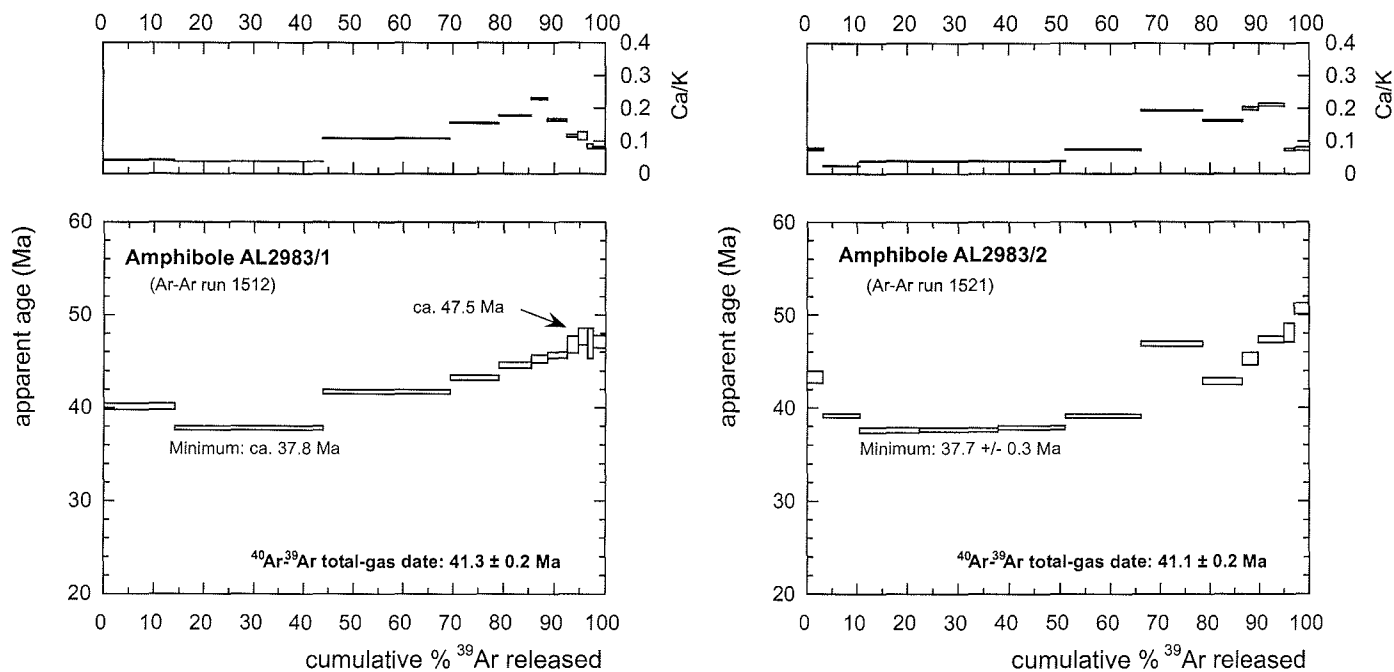 0 10 20 30 40 50 60 70 80 90 100
0.4
0.3
0.2
0.1
0
Ca/K
60
50
40
30
20
apparent age (Ma)
Amphibole AL2983/1
(Ar-Ar run 1512)
ca. 47.5 Ma
Minimum: ca. 37.8 Ma
⁴⁰Ar-³⁹Ar total-gas date: 41.3 ± 0.2 Ma
0 10 20 30 40 50 60 70 80 90 100
cumulative % ³⁹Ar released
0 10 20 30 40 50 60 70 80 90 100
0.4
0.3
0.2
0.1
0
Ca/K
60
50
40
30
20
apparent age (Ma)
Amphibole AL2983/2
(Ar-Ar run 1521)
Minimum: 37.7 +/- 0.3 Ma
⁴⁰Ar-³⁹Ar total-gas date: 41.1 ± 0.2 Ma
0 10 20 30 40 50 60 70 80 90 100
cumulative % ³⁹Ar released